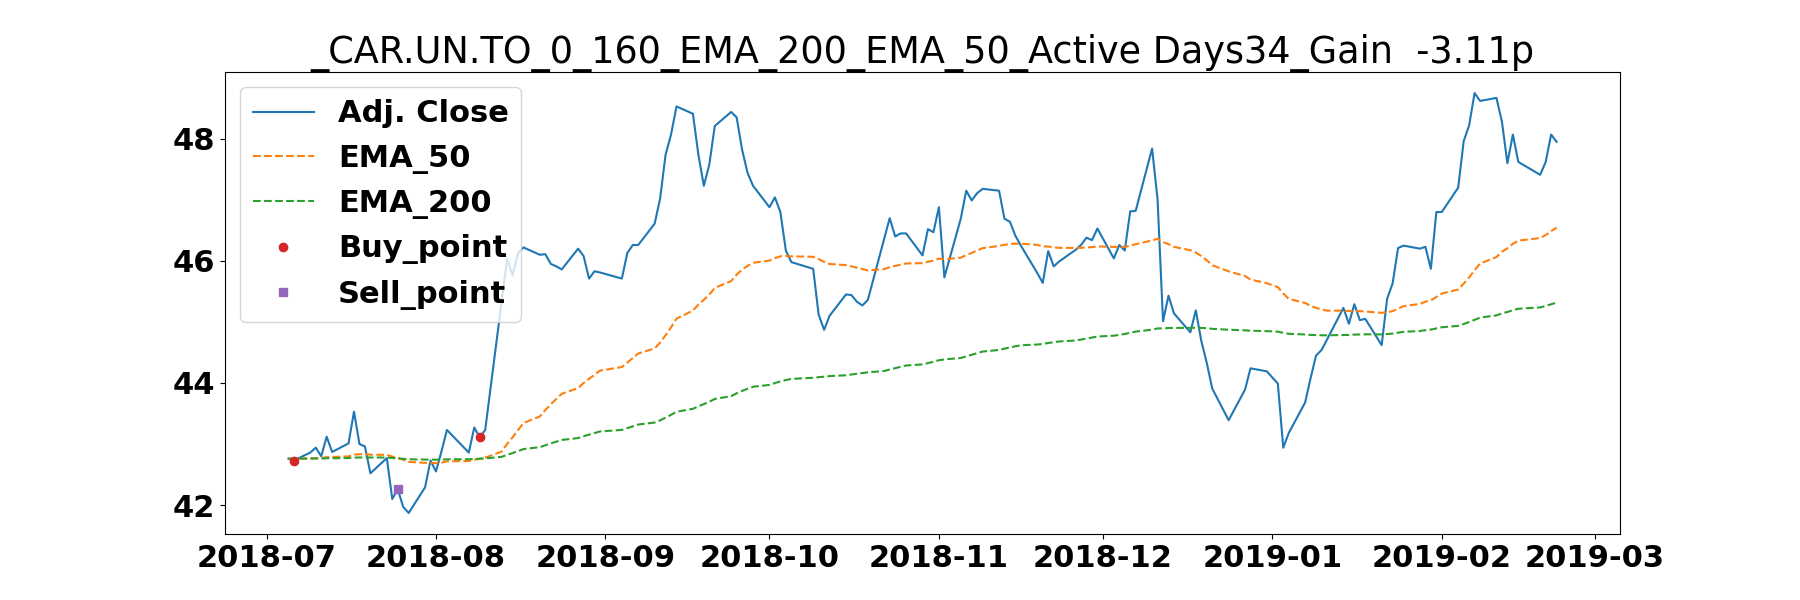 _CAR.UN.TO_0_160_EMA_200_EMA_50_Active Days34_Gain  -3.11p
Adj. Close
EMA_50
EMA_200
Buy_point
Sell_point
48
46
44
42
2018-07 2018-08 2018-09 2018-10 2018-11 2018-12 2019-01 2019-02 2019-03